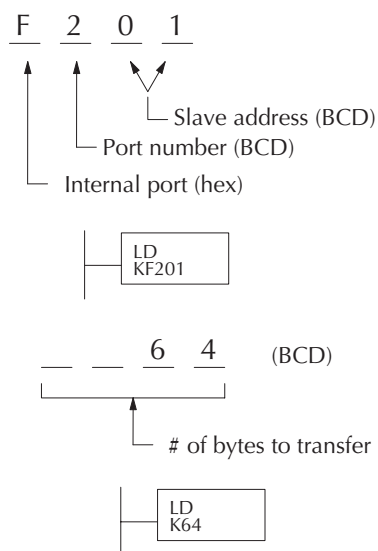 F 2 0 1
Slave address (BCD)
Port number (BCD)
Internal port (hex)
LD
KF201
6 4 (BCD)
# of bytes to transfer
LD
K64